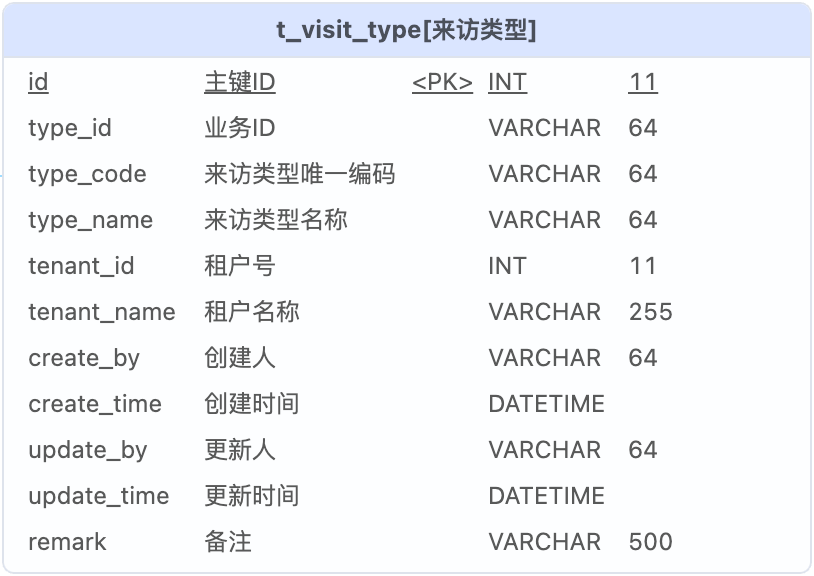 t_visit_type[来访类型]
id 主键ID <PK> INT 11
type_id 业务ID VARCHAR 64
type_code 来访类型唯一编码 VARCHAR 64
type_name 来访类型名称 VARCHAR 64
tenant_id 租户号 INT 11
tenant_name 租户名称 VARCHAR 255
create_by 创建人 VARCHAR 64
create_time 创建时间 DATETIME
update_by 更新人 VARCHAR 64
update_time 更新时间 DATETIME
remark 备注 VARCHAR 500